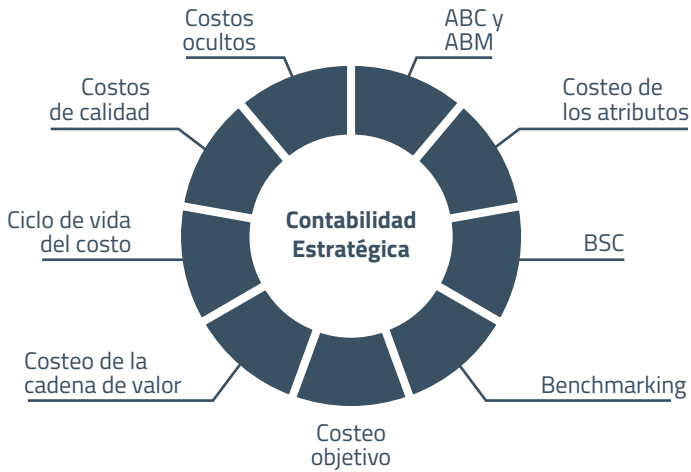 Costos
ocultos
ABC y
ABM
Costos
de calidad
Costeo de
los atributos
Contabilidad
Estratégica
Ciclo de vida
del costo
BSC
Costeo de la
cadena de valor
Benchmarking
Costeo
objetivo